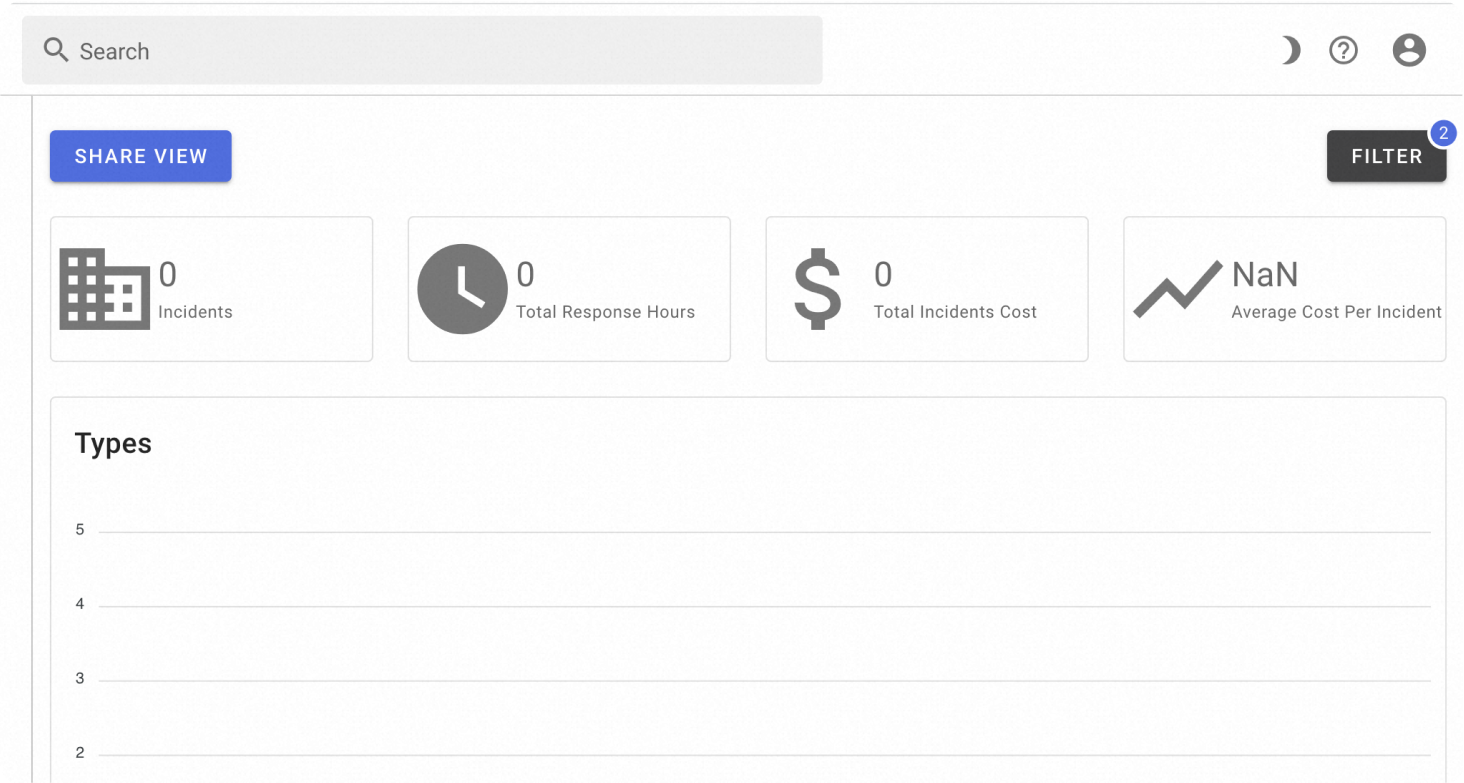 Search
2
SHARE VIEW
FILTER
0
Incidents
0
Total Response Hours
0
Total Incidents Cost
NaN
Average Cost Per Incident
Types
5
4
3
2